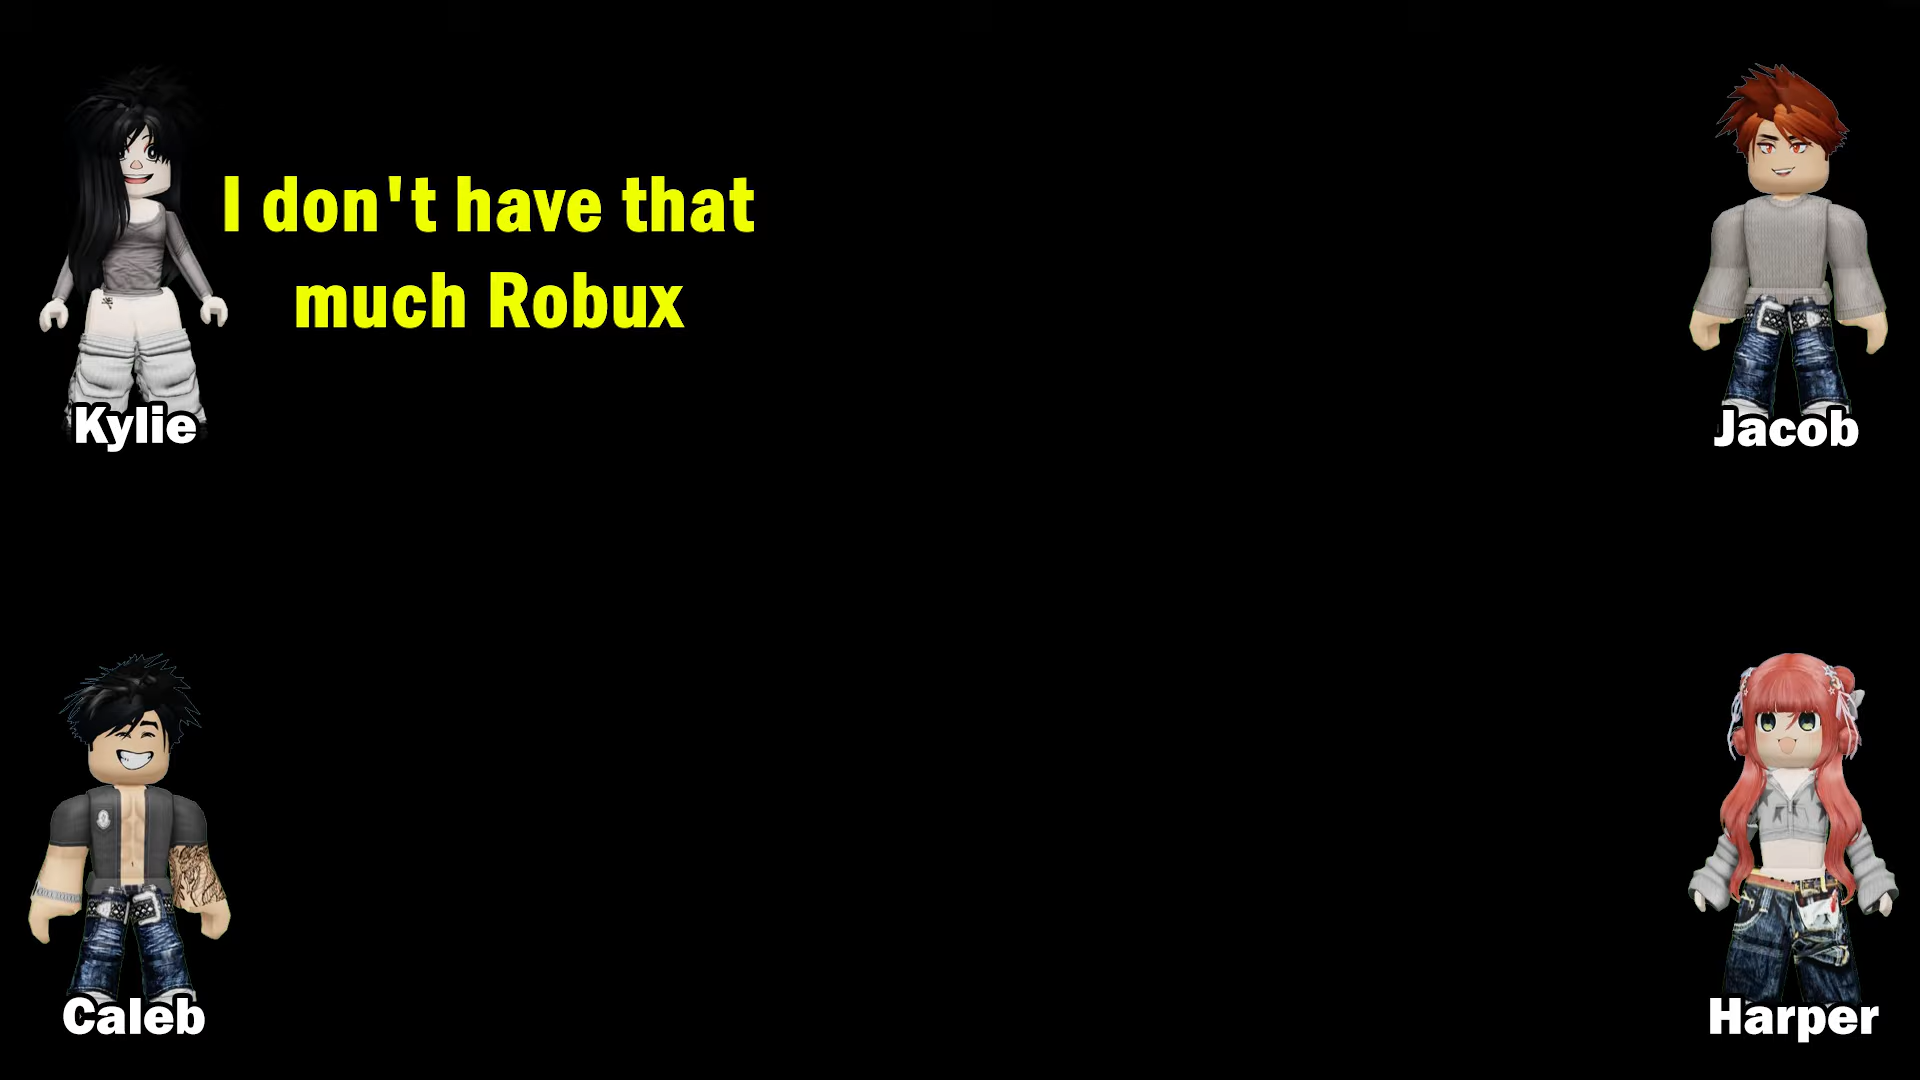 I don't have that
much Robux
Kylie
Jacob
Caleb
Harper